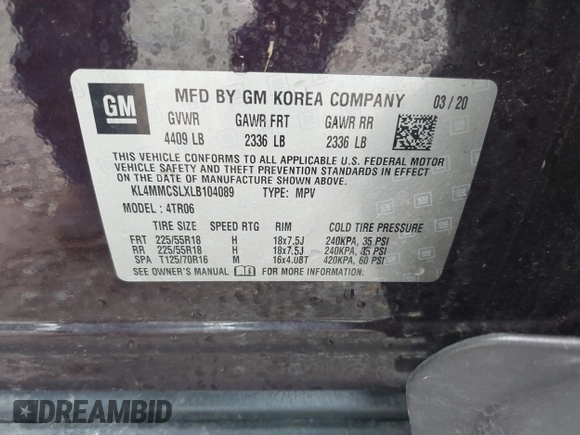 GM
MFD BY GM KOREA COMPANY 03/20
GVWR GAWR FRT GAWR RR
4409 LB 2336 LB 2336 LB
THIS VEHICLE CONFORMS TO ALL APPLICABLE U.S. FEDERAL MOTOR
VEHICLE SAFETY AND THEFT PREVENTION STANDARDS IN EFFECT
ON THE DATE OF MANUFACTURE SHOWN ABOVE.
KL4MMCSLXLB104089 TYPE: MPV
MODEL: 4TR06
TIRE SIZE SPEED RTG RIM COLD TIRE PRESSURE
FRT 225/55R18 H 18x7.5J 240KPA, 35 PSI
RR 225/55R18 H 18x7.5J 240KPA, 35 PSI
SPA T125/70R16 M 16x4.0BT 420KPA, 60 PSI
SEE OWNER'S MANUAL FOR MORE INFORMATION
DREAMBID